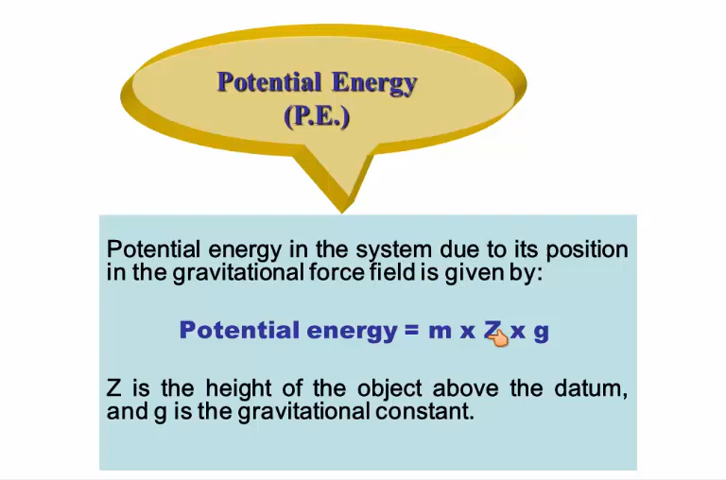 Potential Energy
(P.E.)
Potential energy in the system due to its position
in the gravitational force field is given by:
Potential energy = m x Z x g
Z is the height of the object above the datum,
and g is the gravitational constant.